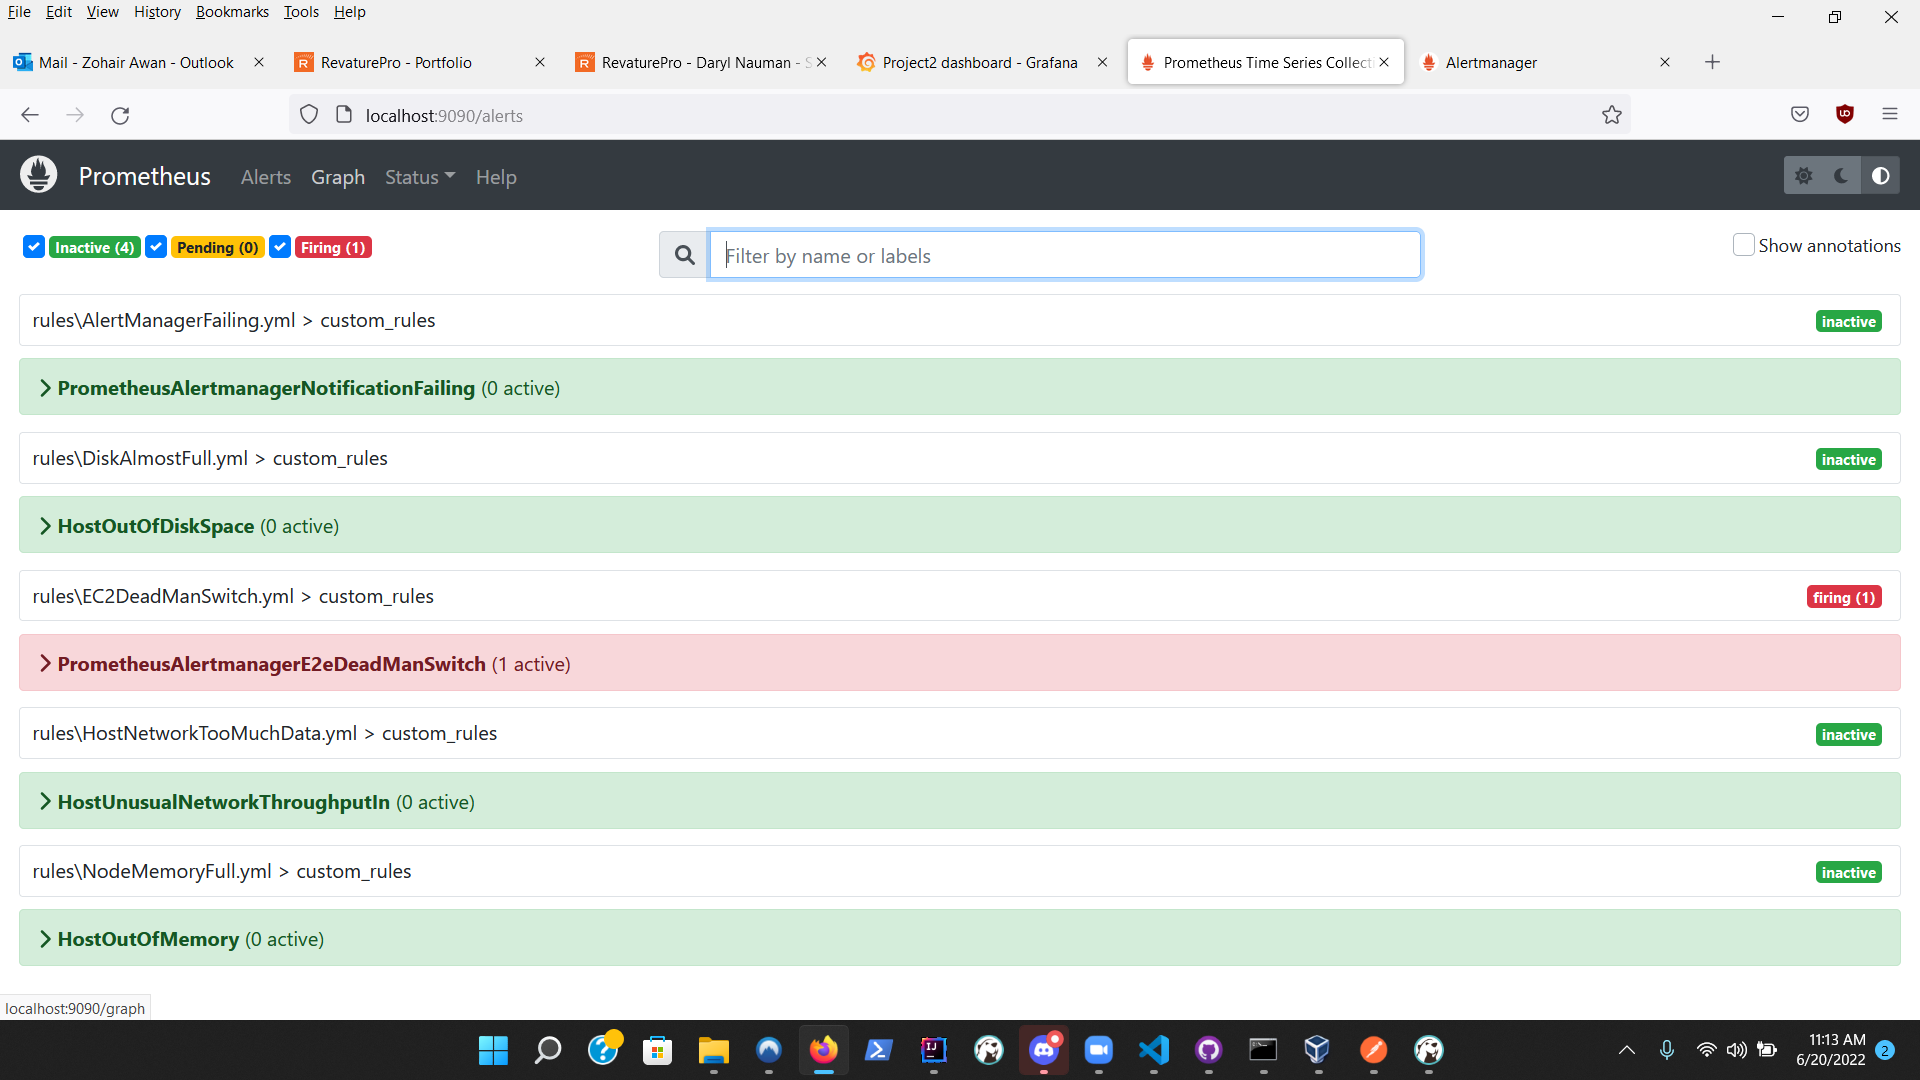 File Edit View History Bookmarks Tools Help
Mail - Zohair Awan - Outlook
RevaturePro - Portfolio
RevaturePro - Daryl Nauman - S
Project2 dashboard - Grafana
Prometheus Time Series Collecti
Alertmanager
localhost:9090/alerts
Prometheus Alerts Graph Status Help
Inactive (4) Pending (0) Firing (1)
Filter by name or labels
Show annotations
rules\AlertManagerFailing.yml > custom_rules
inactive
PrometheusAlertmanagerNotificationFailing (0 active)
rules\DiskAlmostFull.yml > custom_rules
inactive
HostOutOfDiskSpace (0 active)
rules\EC2DeadManSwitch.yml > custom_rules
firing (1)
PrometheusAlertmanagerE2eDeadManSwitch (1 active)
rules\HostNetworkTooMuchData.yml > custom_rules
inactive
HostUnusualNetworkThroughputIn (0 active)
rules\NodeMemoryFull.yml > custom_rules
inactive
HostOutOfMemory (0 active)
localhost:9090/graph
11:13 AM
6/20/2022
2